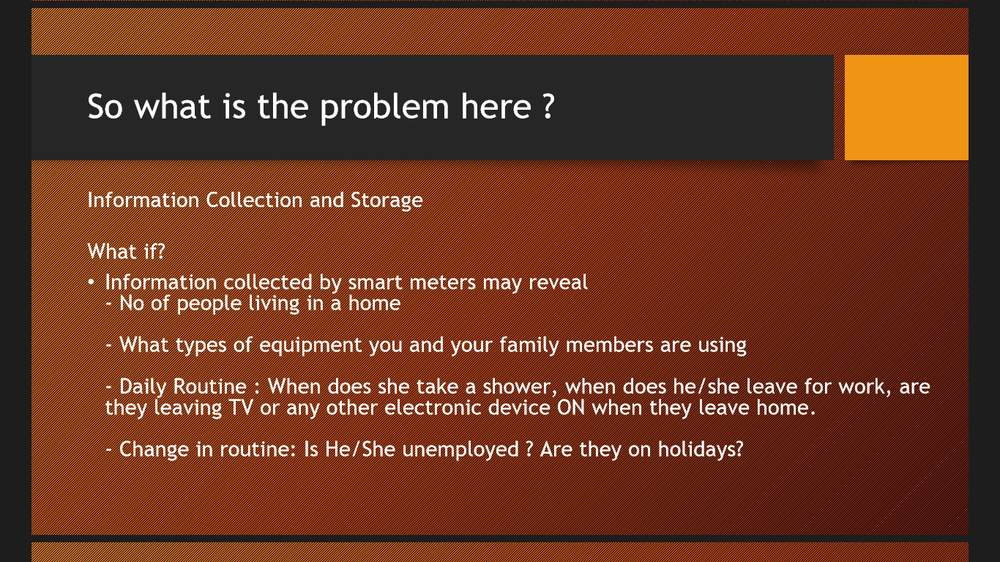 So what is the problem here ?
Information Collection and Storage
What if?
• Information collected by smart meters may reveal
- No of people living in a home
- What types of equipment you and your family members are using
- Daily Routine : When does she take a shower, when does he/she leave for work, are
they leaving TV or any other electronic device ON when they leave home.
- Change in routine: Is He/She unemployed ? Are they on holidays?